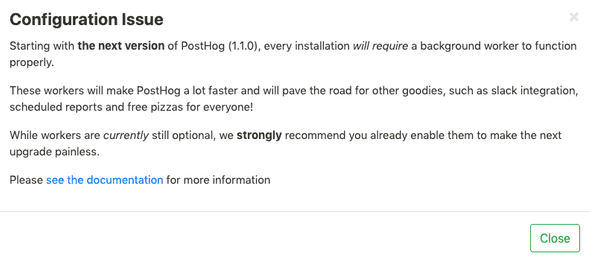 Configuration Issue
Starting with the next version of PostHog (1.1.0), every installation will require a background worker to function
properly.
These workers will make PostHog a lot faster and will pave the road for other goodies, such as slack integration,
scheduled reports and free pizzas for everyone!
While workers are currently still optional, we strongly recommend you already enable them to make the next
upgrade painless.
Please see the documentation for more information
Close